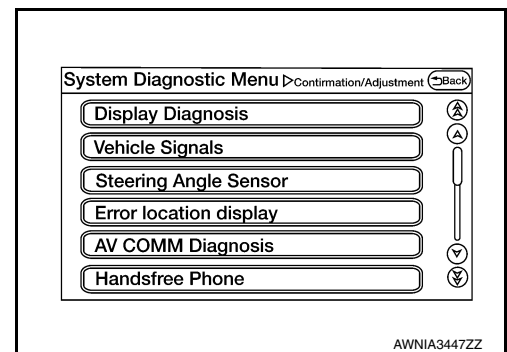 System Diagnostic Menu ▷Contirmation/Adjustment Back
Display Diagnosis
Vehicle Signals
Steering Angle Sensor
Error location display
AV COMM Diagnosis
Handsfree Phone
AWNIA3447ZZ